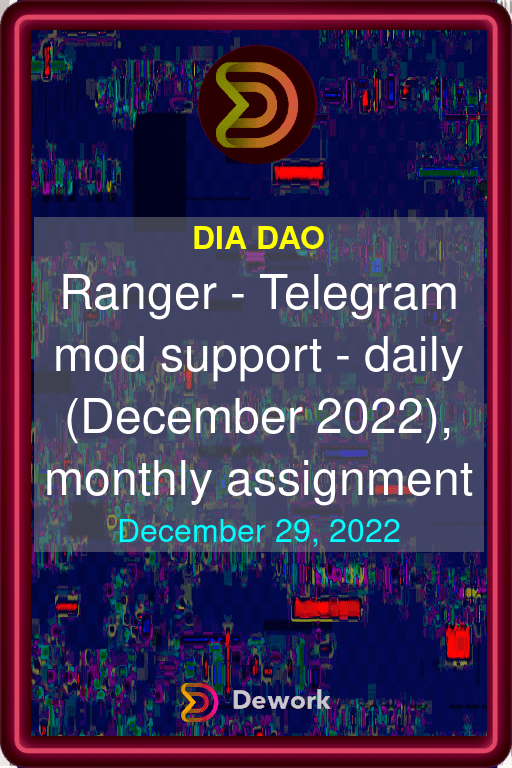 DIA DAO
Ranger - Telegram
mod support - daily
(December 2022),
monthly assignment
December 29, 2022
Dework